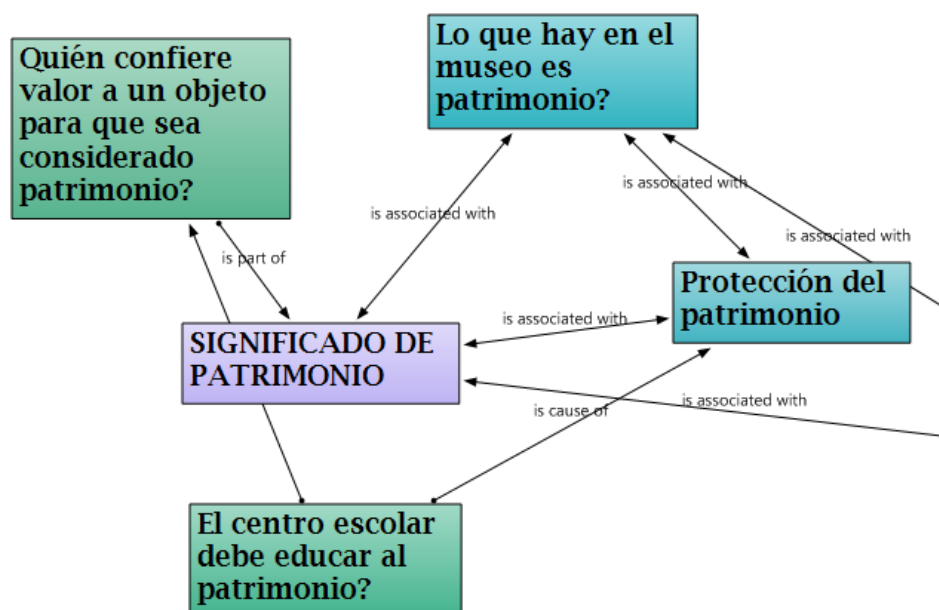 Quién confiere
valor a un objeto
para que sea
considerado
patrimonio?
Lo que hay en el
museo es
patrimonio?
is associated with
is associated with
is associated with
is part of
Protección del
patrimonio
is associated with
SIGNIFICADO DE
PATRIMONIO
is associated with
is cause of
El centro escolar
debe educar al
patrimonio?